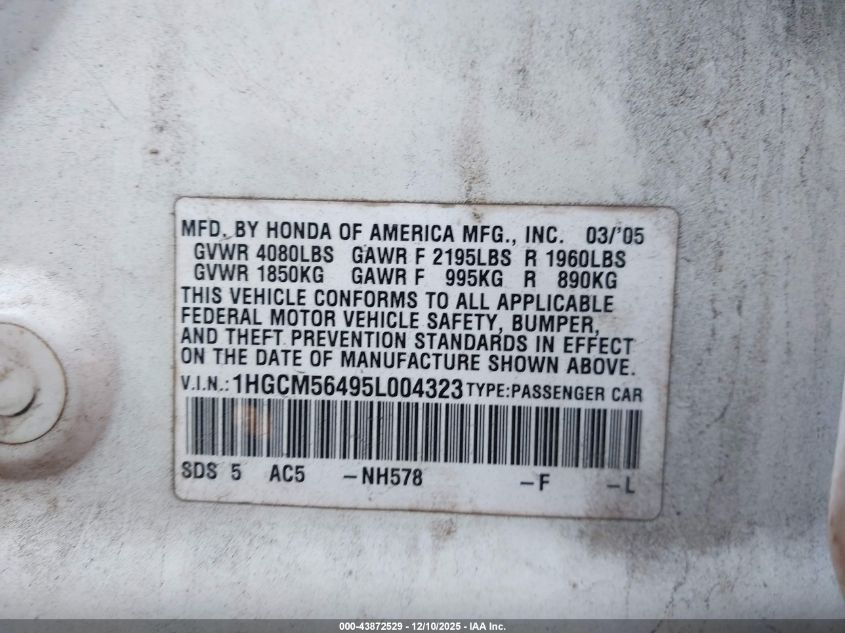 MFD. BY HONDA OF AMERICA MFG., INC. 03/'05
GVWR 4080LBS GAWR F 2195LBS R 1960LBS
GVWR 1850KG GAWR F 995KG R 890KG
THIS VEHICLE CONFORMS TO ALL APPLICABLE
FEDERAL MOTOR VEHICLE SAFETY, BUMPER,
AND THEFT PREVENTION STANDARDS IN EFFECT
ON THE DATE OF MANUFACTURE SHOWN ABOVE.
V.I.N.: 1HGCM56495L004323 TYPE: PASSENGER CAR
SDS 5 AC5 -NH578 -F -L
000-43872529 - 12/10/2025 - IAA Inc.